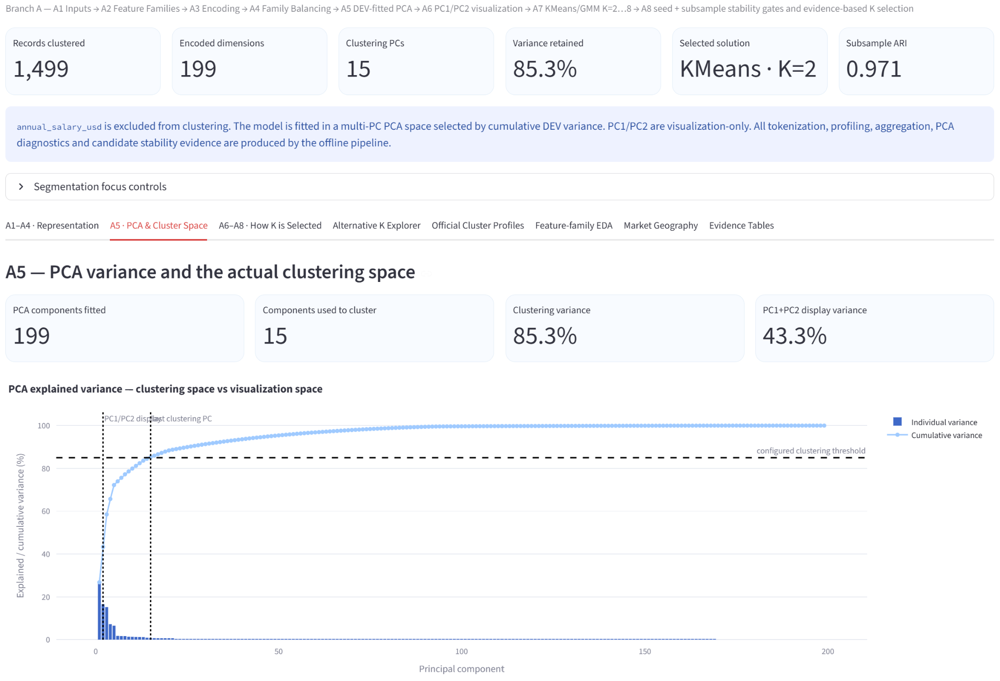 Branch A — A1 Inputs → A2 Feature Families → A3 Encoding → A4 Family Balancing → A5 DEV-fitted PCA → A6 PC1/PC2 visualization → A7 KMeans/GMM K=2…8 → A8 seed + subsample stability gates and evidence-based K selection
Records clustered
1,499
Encoded dimensions
199
Clustering PCs
15
Variance retained
85.3%
Selected solution
KMeans · K=2
Subsample ARI
0.971
annual_salary_usd is excluded from clustering. The model is fitted in a multi-PC PCA space selected by cumulative DEV variance. PC1/PC2 are visualization-only. All tokenization, profiling, aggregation, PCA
diagnostics and candidate stability evidence are produced by the offline pipeline.
Segmentation focus controls
A1–A4 · Representation
A5 · PCA & Cluster Space
A6–A8 · How K is Selected
Alternative K Explorer
Official Cluster Profiles
Feature-family EDA
Market Geography
Evidence Tables
A5 — PCA variance and the actual clustering space
PCA components fitted
199
Components used to cluster
15
Clustering variance
85.3%
PC1+PC2 display variance
43.3%
PCA explained variance — clustering space vs visualization space
PC1/PC2 display
last clustering PC
Individual variance
Cumulative variance
configured clustering threshold
Explained / cumulative variance (%)
100
80
60
40
20
0
0
50
100
150
200
Principal component